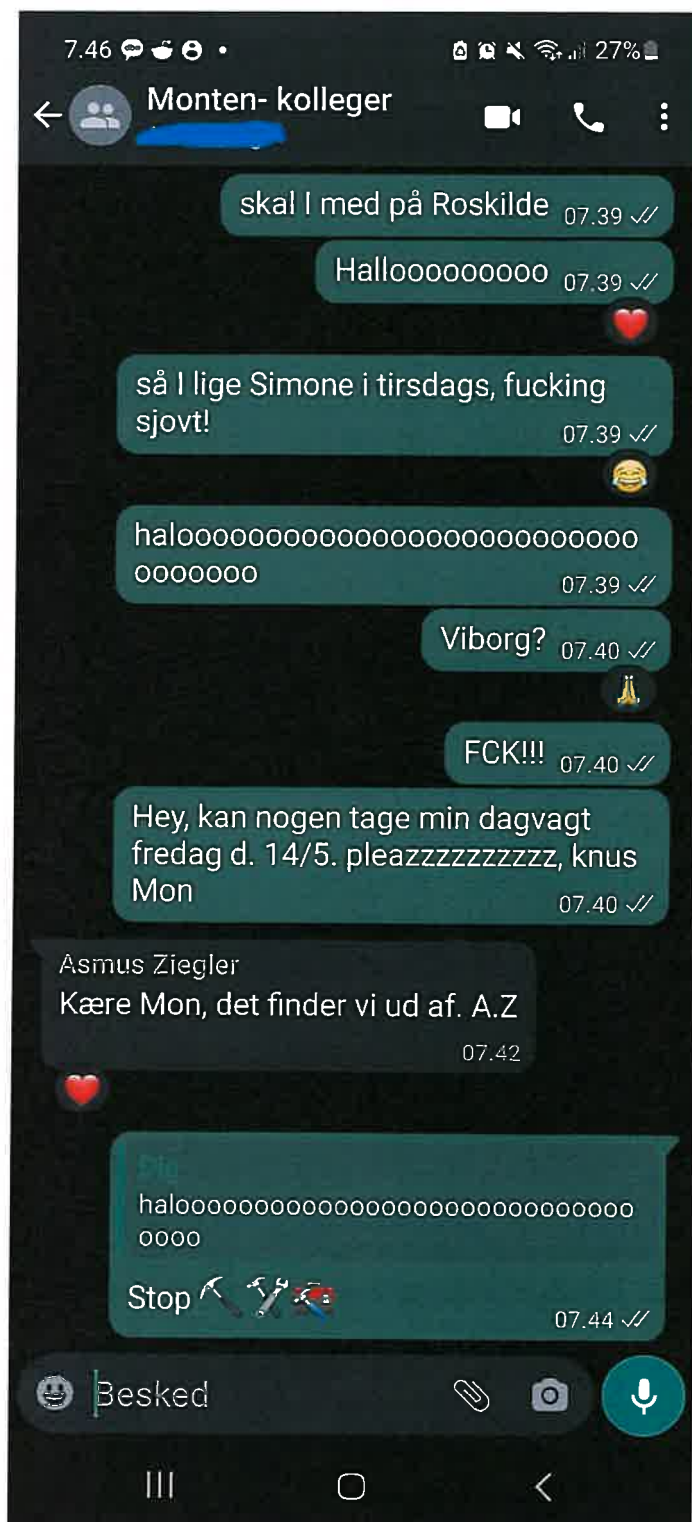 7.46
27%
Monten- kolleger
skal I med på Roskilde 07.39
Hallooooooooo 07.39
så I lige Simone i tirsdags, fucking
sjovt!
07.39
halooooooooooooooooooooooooooo
ooooooo
07.39
Viborg? 07.40
FCK!!! 07.40
Hey, kan nogen tage min dagvagt
fredag d. 14/5. pleazzzzzzzzzz, knus
Mon
07.40
Asmus Ziegler
Kære Mon, det finder vi ud af. A.Z
07.42
Dig
haloooooooooooooooooooooooooooooo
oooo
Stop
07.44
Besked